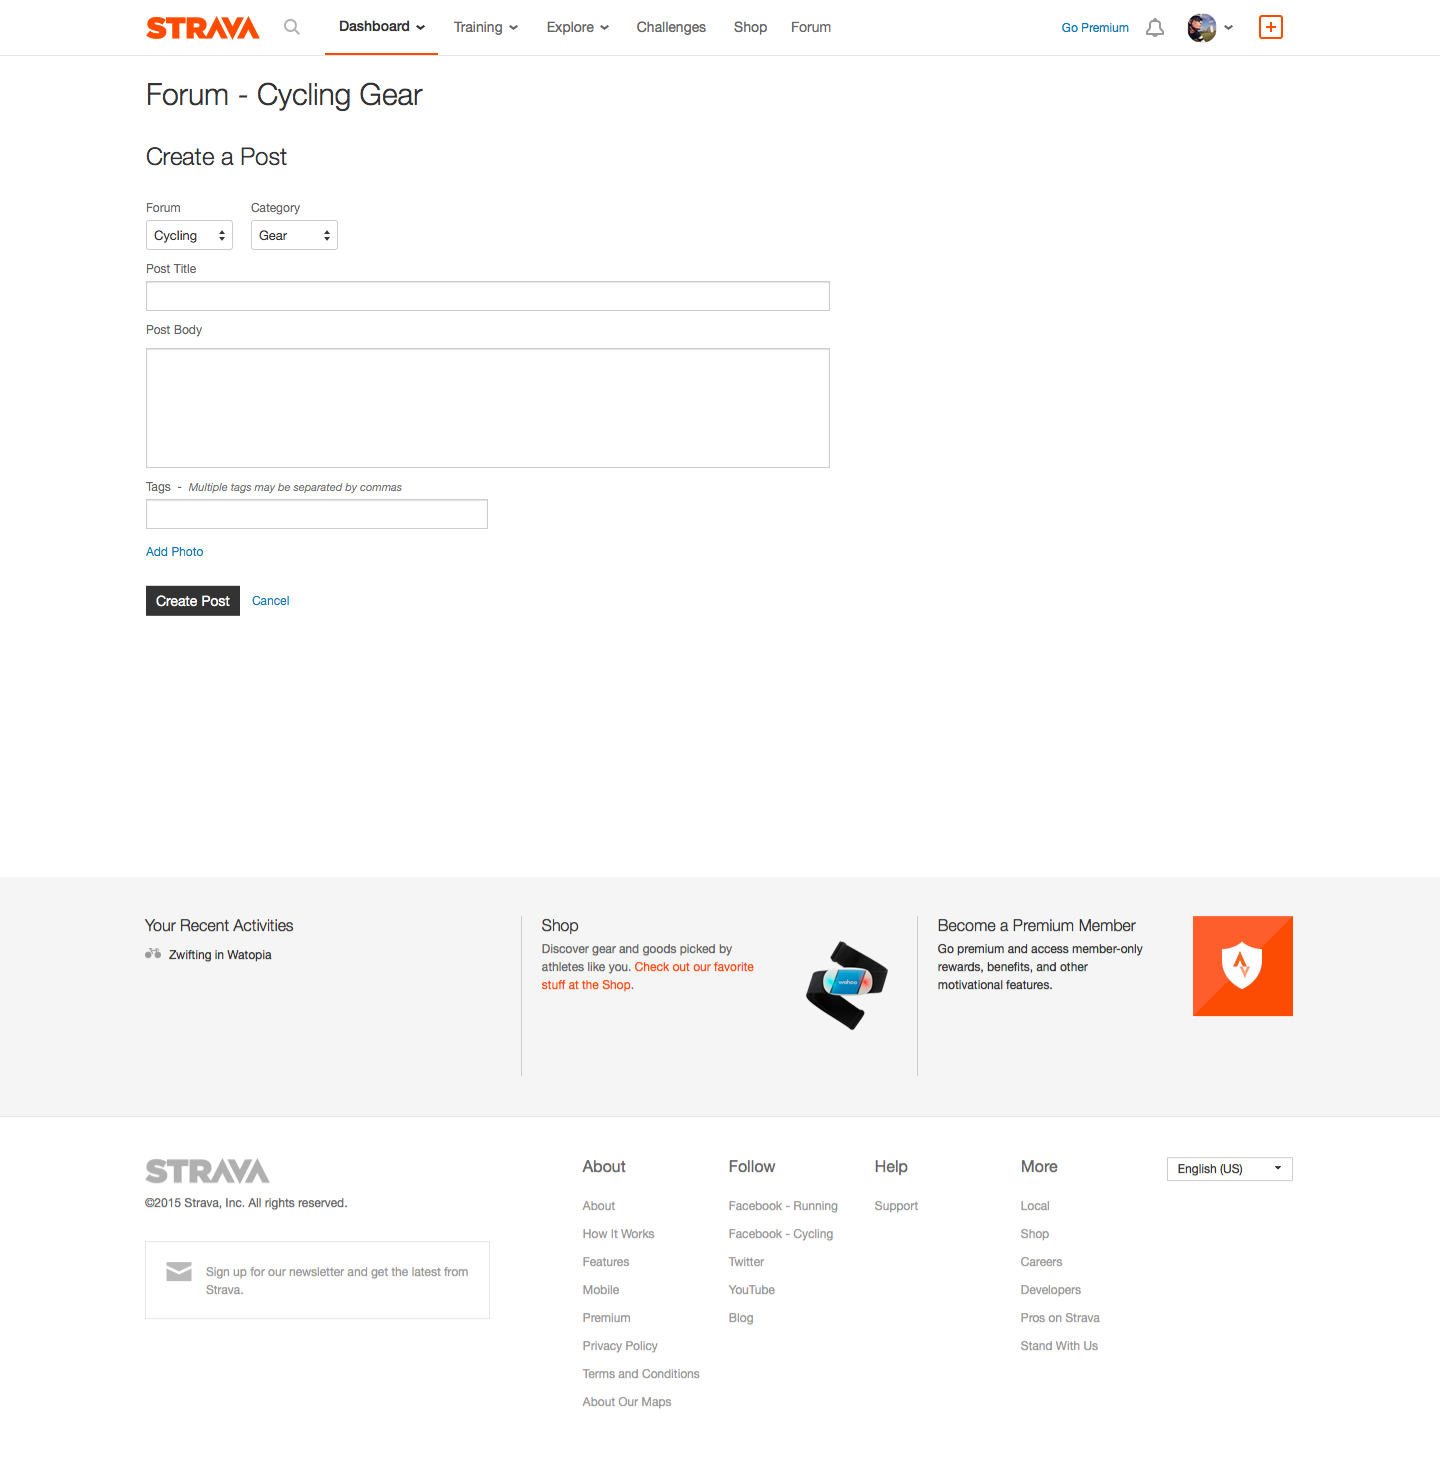 STRAVA
Dashboard
Training
Explore
Challenges
Shop
Forum
Go Premium
Forum - Cycling Gear
Create a Post
Forum
Category
Cycling
Gear
Post Title
Post Body
Tags - Multiple tags may be separated by commas
Add Photo
Create Post
Cancel
Your Recent Activities
Zwifting in Watopia
Shop
Discover gear and goods picked by
athletes like you. Check out our favorite
stuff at the Shop.
wahoo
Become a Premium Member
Go premium and access member-only
rewards, benefits, and other
motivational features.
STRAVA
©2015 Strava, Inc. All rights reserved.
Sign up for our newsletter and get the latest from
Strava.
About
About
How It Works
Features
Mobile
Premium
Privacy Policy
Terms and Conditions
About Our Maps
Follow
Facebook - Running
Facebook - Cycling
Twitter
YouTube
Blog
Help
Support
More
Local
Shop
Careers
Developers
Pros on Strava
Stand With Us
English (US)